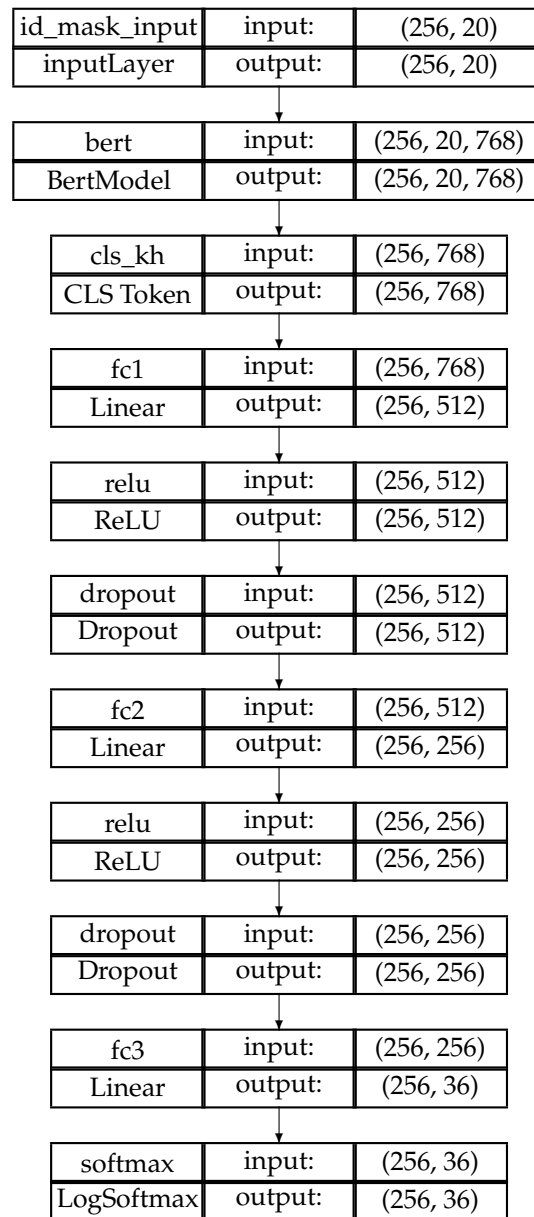 id_mask_input input: (256, 20)
inputLayer output: (256, 20)
bert input: (256, 20, 768)
BertModel output: (256, 20, 768)
cls_kh input: (256, 768)
CLS Token output: (256, 768)
fc1 input: (256, 768)
Linear output: (256, 512)
relu input: (256, 512)
ReLU output: (256, 512)
dropout input: (256, 512)
Dropout output: (256, 512)
fc2 input: (256, 512)
Linear output: (256, 256)
relu input: (256, 256)
ReLU output: (256, 256)
dropout input: (256, 256)
Dropout output: (256, 256)
fc3 input: (256, 256)
Linear output: (256, 36)
softmax input: (256, 36)
LogSoftmax output: (256, 36)